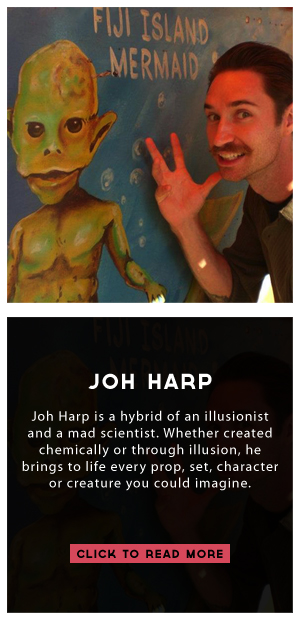 FIJI ISLAND
MERMAID
JOH HARP
Joh Harp is a hybrid of an illusionist
and a mad scientist. Whether created
chemically or through illusion, he
brings to life every prop, set, character
or creature you could imagine.
CLICK TO READ MORE